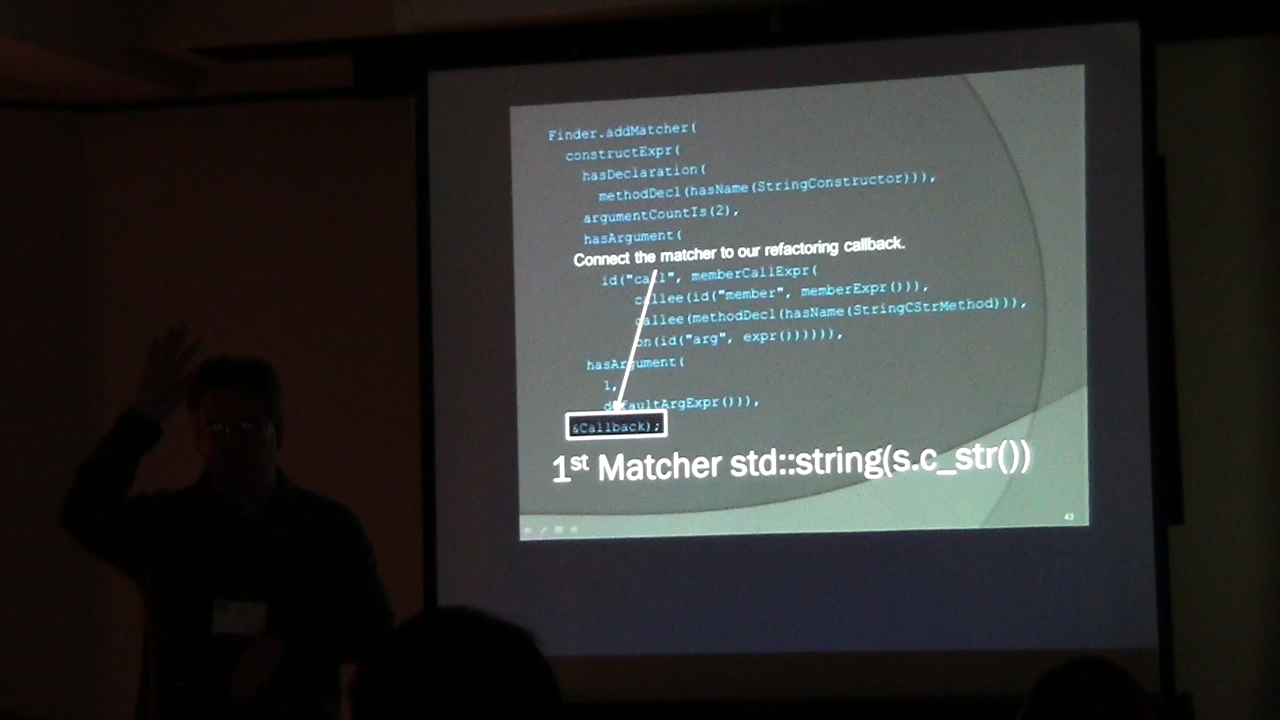 Finder.addMatcher(
constructExpr(
hasDeclaration(
methodDecl(hasName(StringConstructor))),
argumentCountIs(2),
hasArgument(
Connect the matcher to our refactoring callback.
id("call", memberCallExpr(
callee(id("member", memberExpr())),
callee(methodDecl(hasName(StringCStrMethod))),
on(id("arg", expr()))))),
hasArgument(
1,
defaultArgExpr())),
&Callback);
1st Matcher std::string(s.c_str())
43